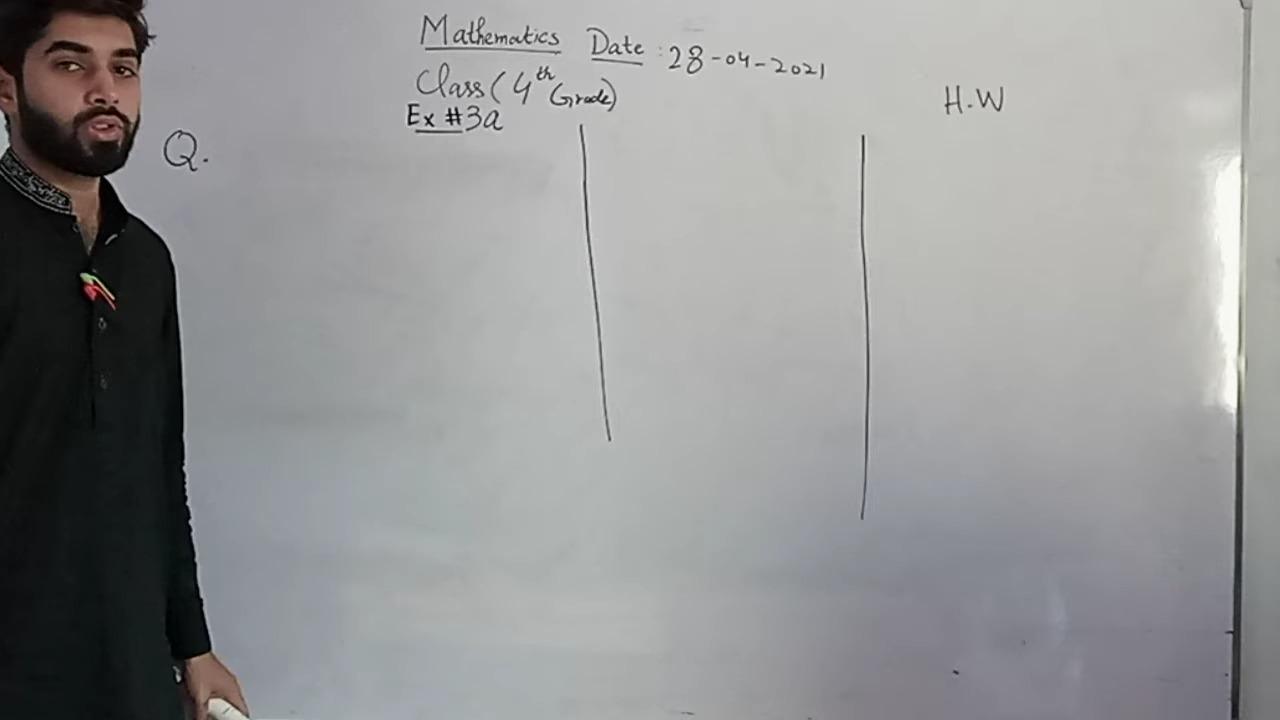 Mathematics Date : 28-04-2021
Class (4th Grade)
Ex #3a
H.W
Q.